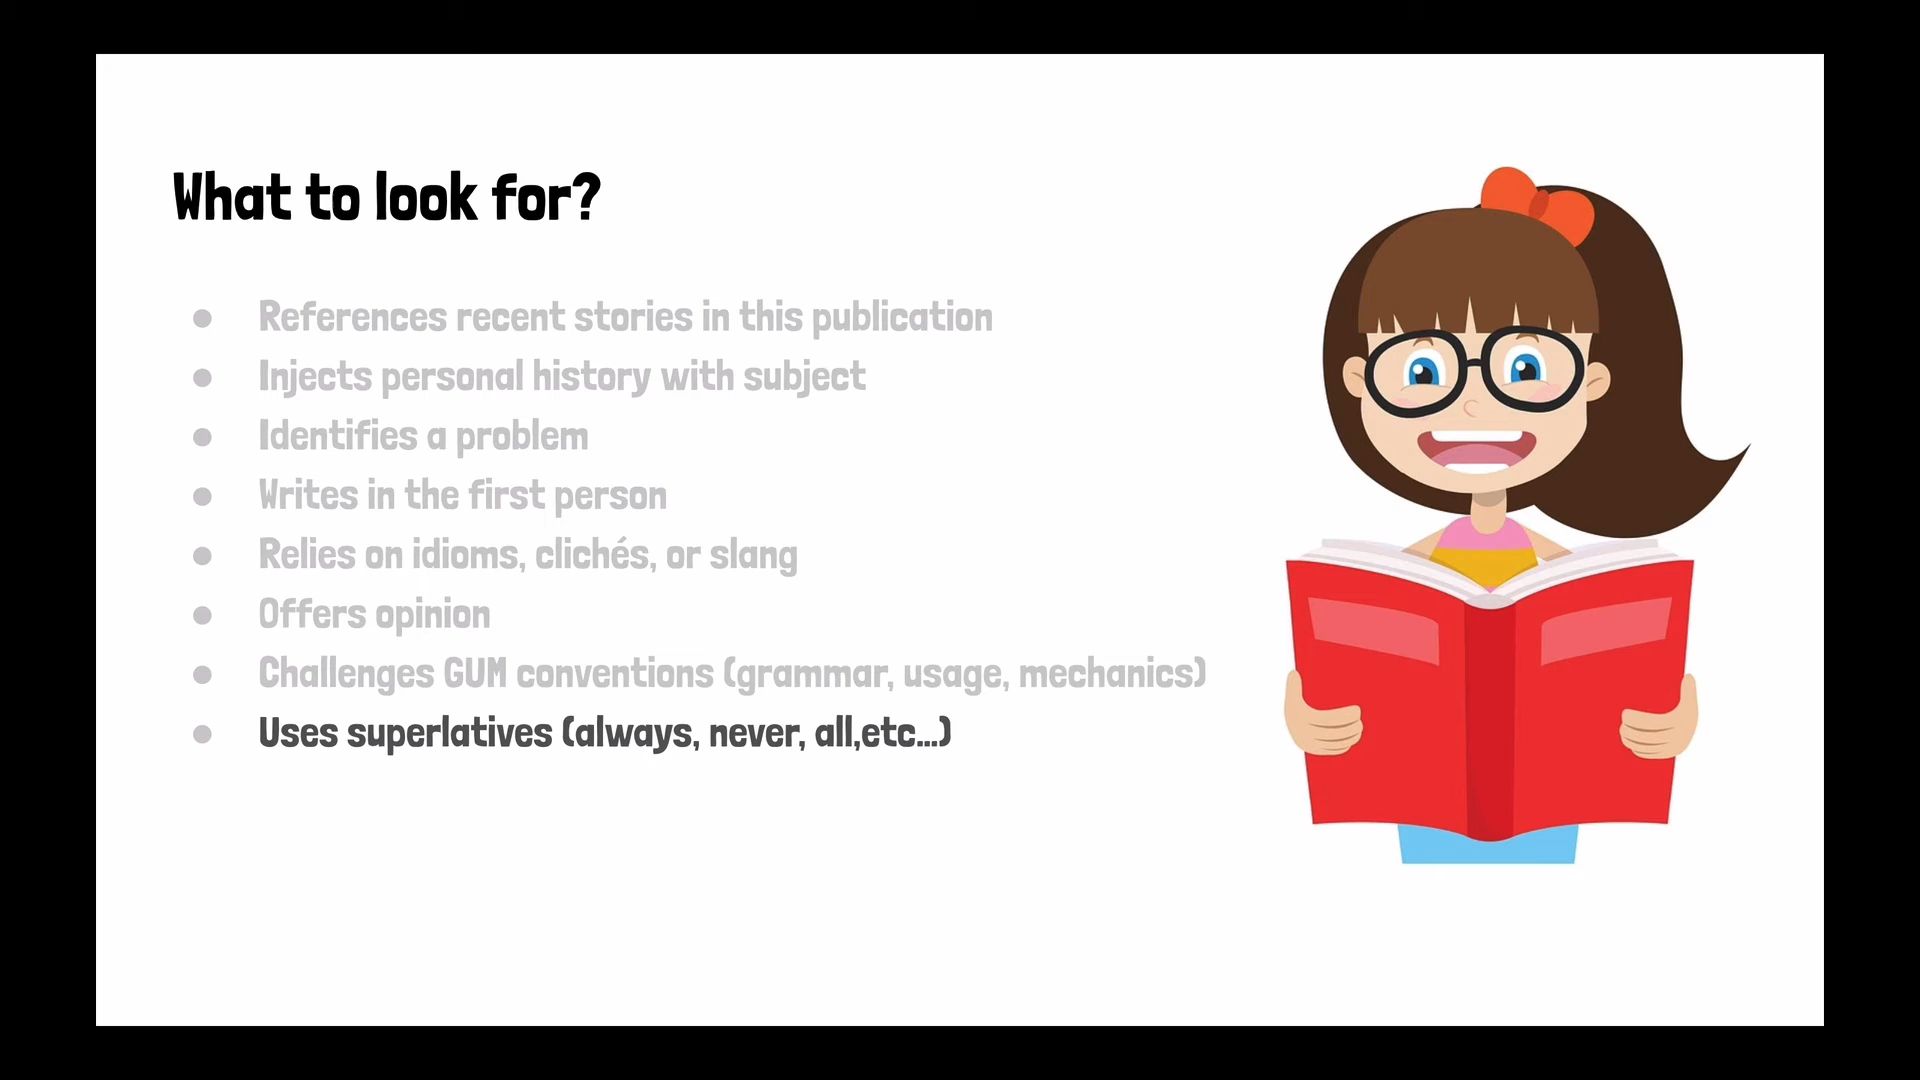 What to look for?
● References recent stories in this publication
● Injects personal history with subject
● Identifies a problem
● Writes in the first person
● Relies on idioms, clichés, or slang
● Offers opinion
● Challenges GUM conventions (grammar, usage, mechanics)
● Uses superlatives (always, never, all,etc...)